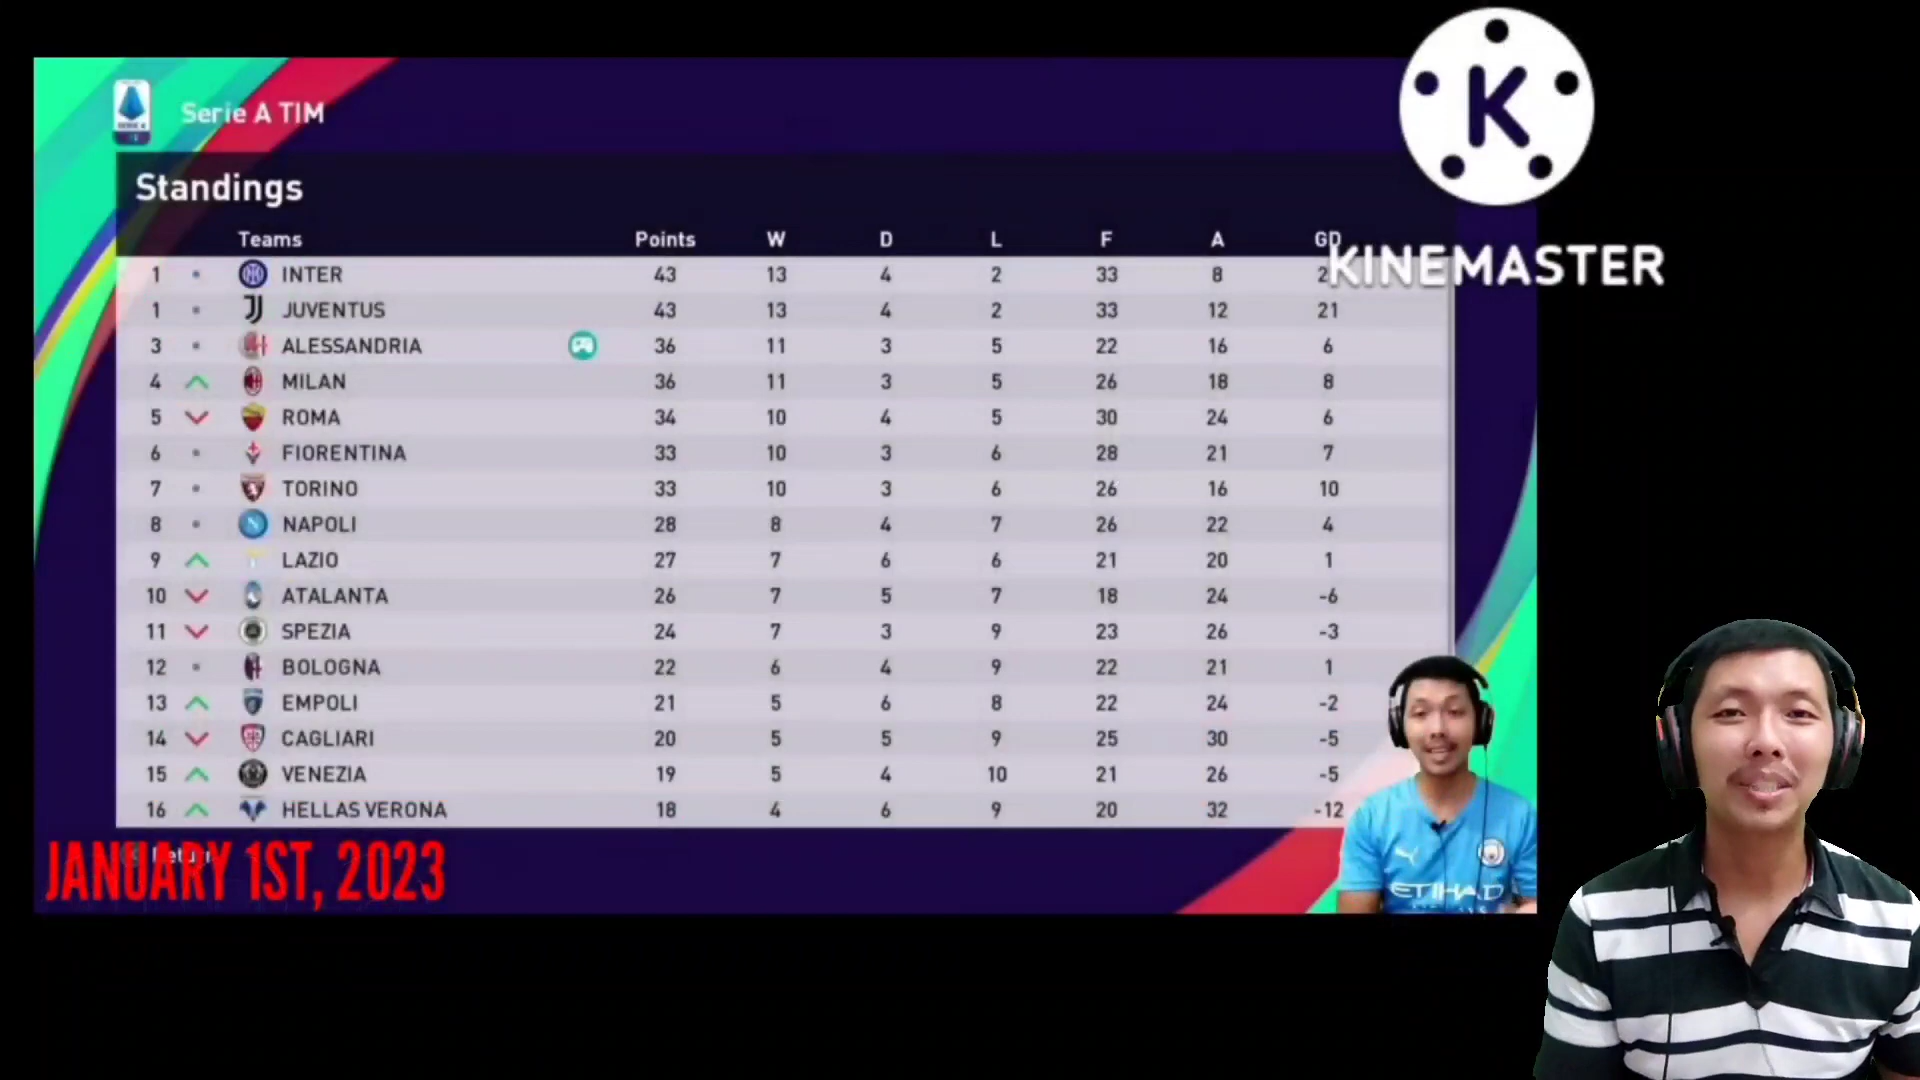 Serie A TIM
Standings
Teams Points W D L F A GD
KINEMASTER
1 INTER 43 13 4 2 33 8
1 JUVENTUS 43 13 4 2 33 12 21
3 ALESSANDRIA 36 11 3 5 22 16 6
4 MILAN 36 11 3 5 26 18 8
5 ROMA 34 10 4 5 30 24 6
6 FIORENTINA 33 10 3 6 28 21 7
7 TORINO 33 10 3 6 26 16 10
8 NAPOLI 28 8 4 7 26 22 4
9 LAZIO 27 7 6 6 21 20 1
10 ATALANTA 26 7 5 7 18 24 -6
11 SPEZIA 24 7 3 9 23 26 -3
12 BOLOGNA 22 6 4 9 22 21 1
13 EMPOLI 21 5 6 8 22 24 -2
14 CAGLIARI 20 5 5 9 25 30 -5
15 VENEZIA 19 5 4 10 21 26 -5
16 HELLAS VERONA 18 4 6 9 20 32 -12
JANUARY 1ST, 2023
ETIHAD
K